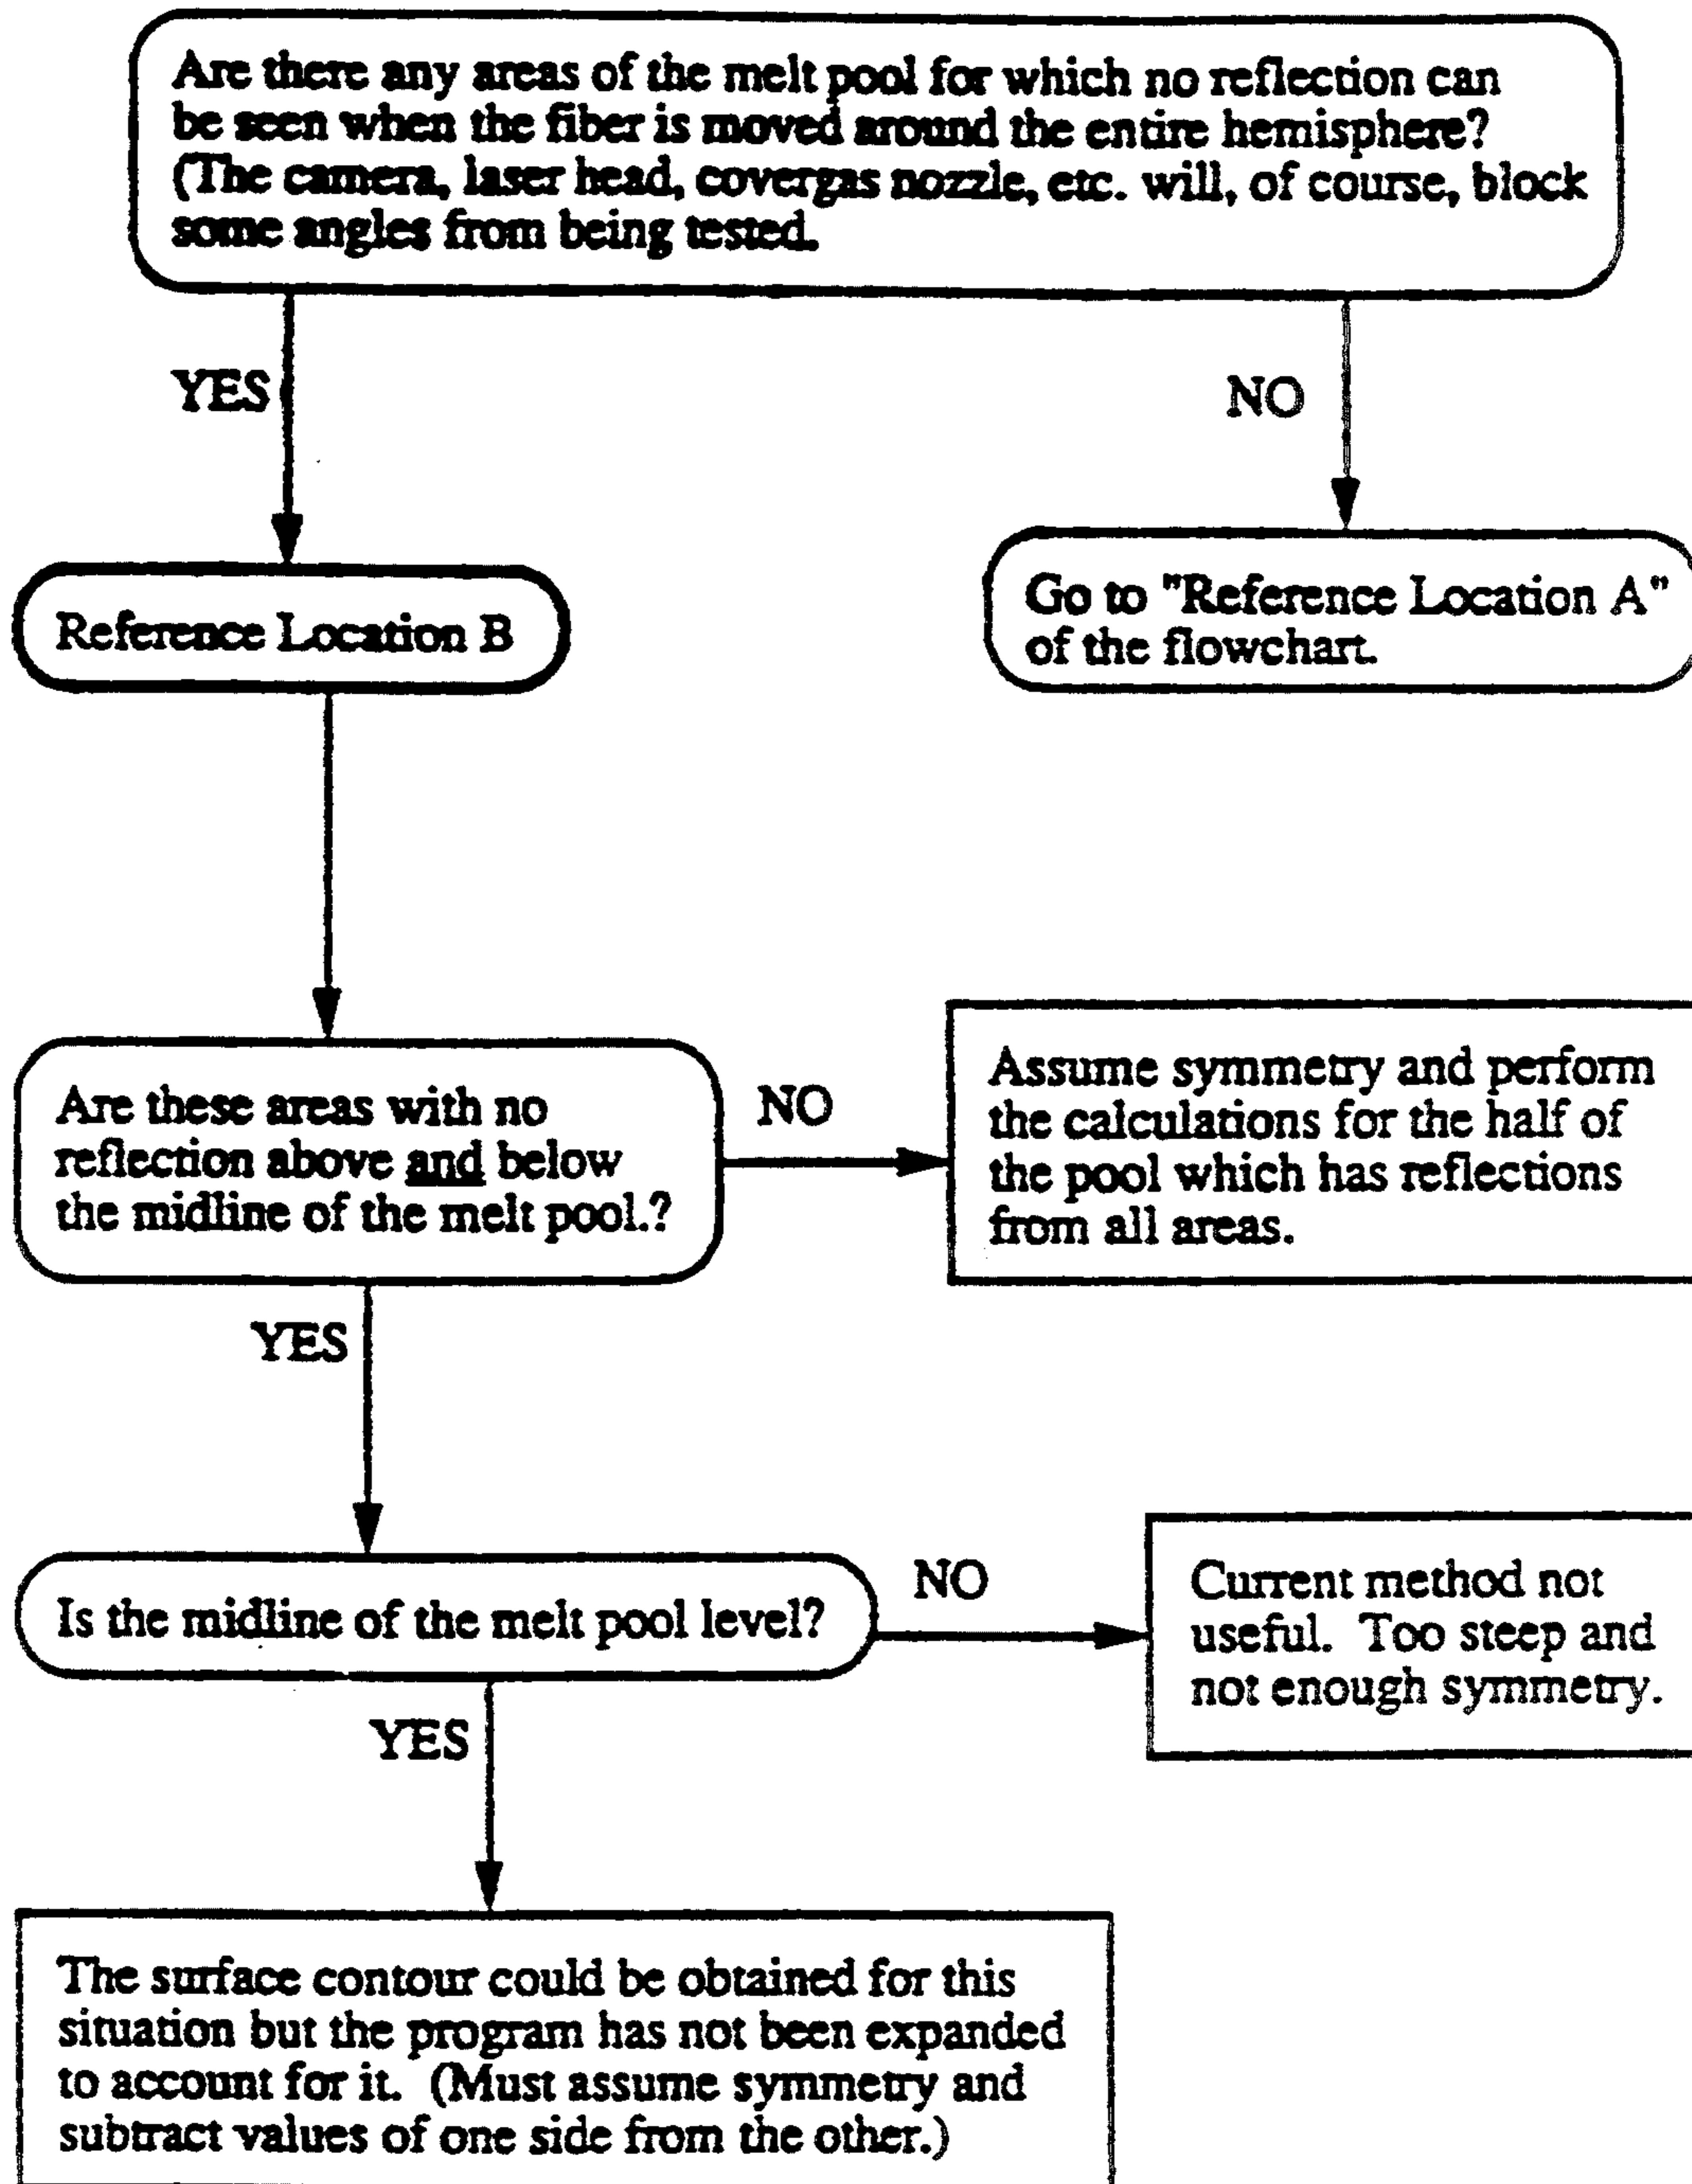 Are there any areas of the melt pool for which no reflection can
be seen when the fiber is moved around the entire hemisphere?
(The camera, laser head, covergas nozzle, etc. will, of course, block
some angles from being tested.
YES
NO
Reference Location B
Go to "Reference Location A"
of the flowchart.
Are these areas with no
reflection above and below
the midline of the melt pool.?
NO
Assume symmetry and perform
the calculations for the half of
the pool which has reflections
from all areas.
YES
Is the midline of the melt pool level?
NO
Current method not
useful.  Too steep and
not enough symmetry.
YES
The surface contour could be obtained for this
situation but the program has not been expanded
to account for it.  (Must assume symmetry and
subtract values of one side from the other.)